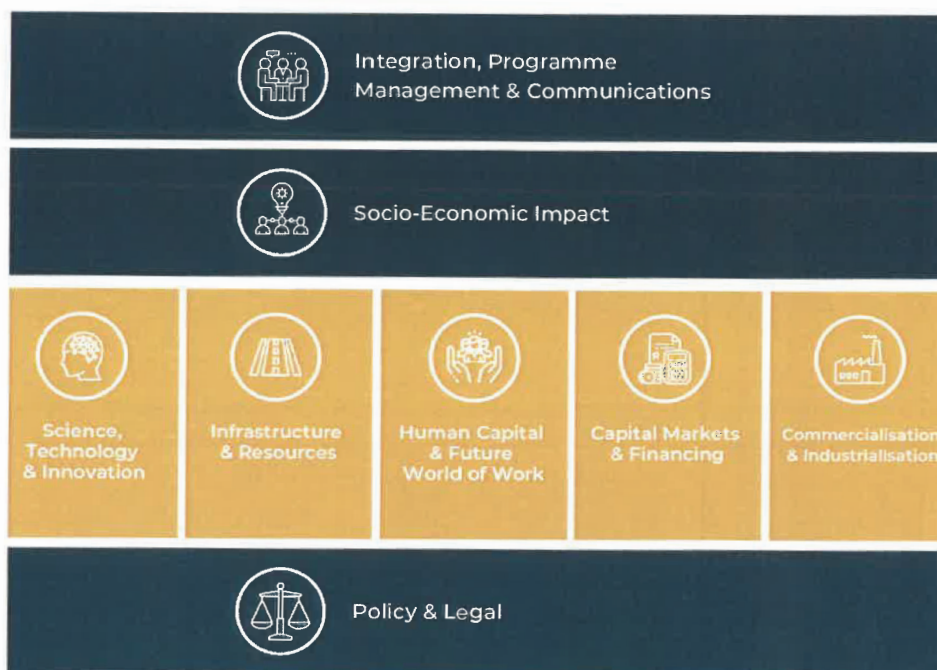 Integration, Programme
Management & Communications
Socio-Economic Impact
Science,
Technology
& Innovation
Infrastructure
& Resources
Human Capital
& Future
World of Work
Capital Markets
& Financing
Commercialisation
& Industrialisation
Policy & Legal